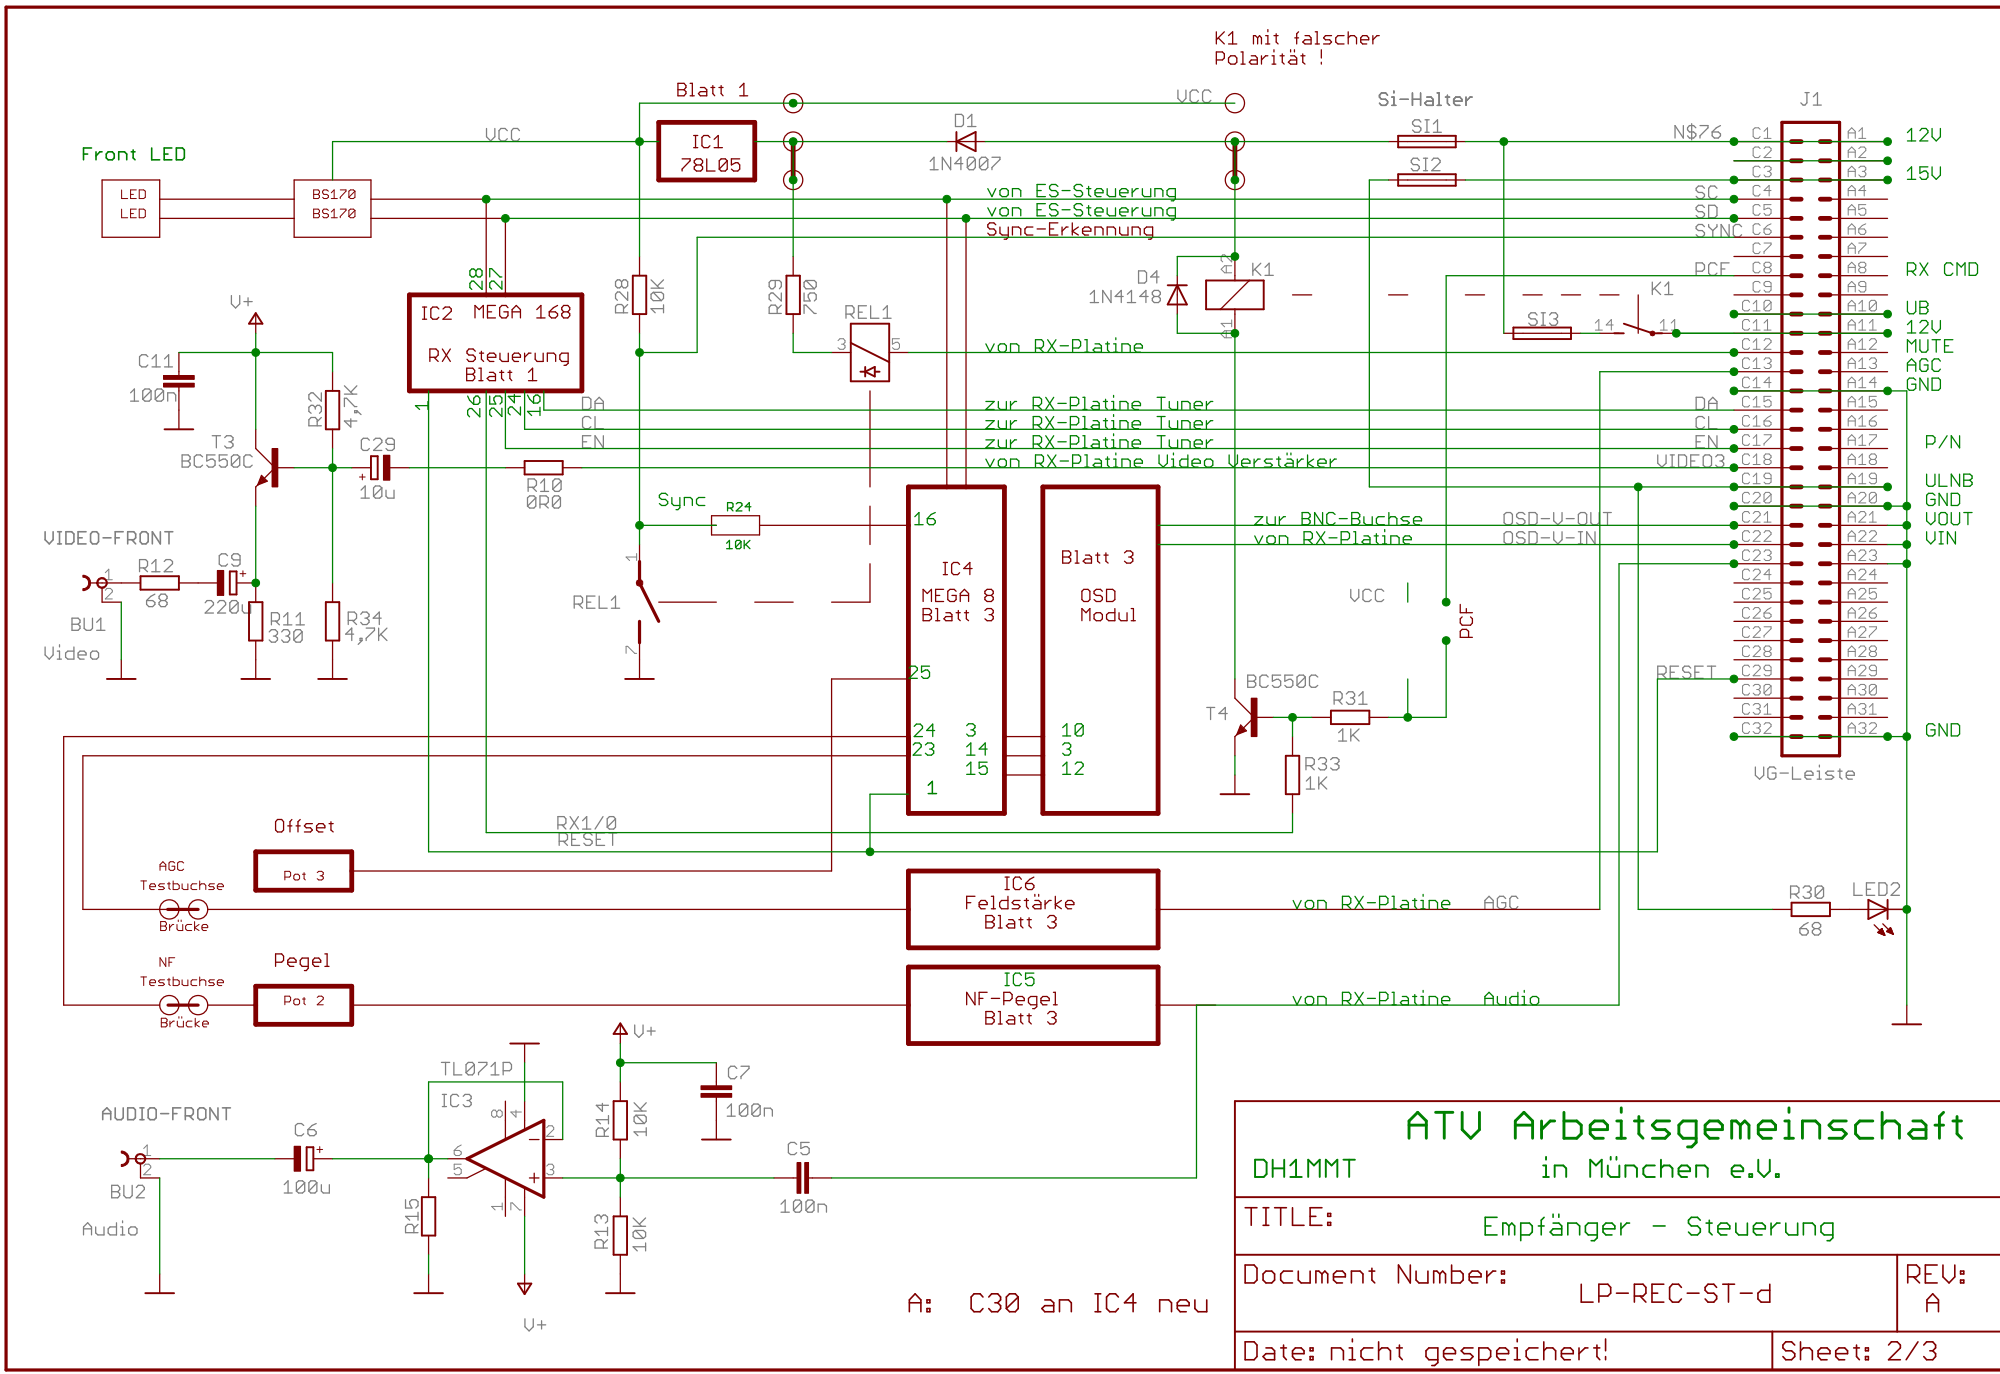 K1 mit falscher
Polarität !
Blatt 1
VCC
Si-Halter
J1
Front LED
VCC
IC1
78L05
D1
1N4007
SI1
SI2
N$76
LED
LED
BS170
BS170
von ES-Steuerung
von ES-Steuerung
Sync-Erkennung
SC
SD
SYNC
PCF
C1 A1 12V
C2 A2
C3 A3 15V
C4 A4
C5 A5
C6 A6
C7 A7
C8 A8 RX CMD
C9 A9
C10 A10 UB
C11 A11 12V
C12 A12 MUTE
C13 A13 AGC
C14 A14 GND
C15 A15
C16 A16
C17 A17 P/N
C18 A18
C19 A19 ULNB
C20 A20 GND
C21 A21 VOUT
C22 A22 VIN
C23 A23
C24 A24
C25 A25
C26 A26
C27 A27
C28 A28
C29 A29
C30 A30
C31 A31
C32 A32 GND
VG-Leiste
28
27
IC2 MEGA 168
RX Steuerung
Blatt 1
1
26
25
24
16
R28
10K
R29
750
REL1
3
5
D4
1N4148
A2
K1
A1
K1
SI3
14
11
V+
C11
100n
R32
4,7K
T3
BC550C
C29
+
10u
R10
0R0
von RX-Platine
DA
CL
EN
zur RX-Platine Tuner
zur RX-Platine Tuner
zur RX-Platine Tuner
von RX-Platine Video Verstärker
DA
CL
EN
VIDEO3
Sync
R24
10K
16
zur BNC-Buchse OSD-V-OUT
von RX-Platine OSD-V-IN
VIDEO-FRONT
1
2
R12
68
C9
+
220u
BU1
Video
R11
330
R34
4,7K
1
REL1
7
IC4
MEGA 8
Blatt 3
Blatt 3
OSD
Modul
VCC
PCF
25
24
23
3
14
15
1
10
3
12
BC550C
T4
R31
1K
R33
1K
RESET
RX1/0
RESET
Offset
Pot 3
AGC
Testbuchse
Brücke
IC6
Feldstärke
Blatt 3
von RX-Platine AGC
R30
68
LED2
NF
Testbuchse
Brücke
Pegel
Pot 2
IC5
NF-Pegel
Blatt 3
von RX-Platine Audio
V+
TL071P
IC3
8
4
2
-
6
5
3
+
1
7
R14
10K
C7
100n
AUDIO-FRONT
1
2
BU2
Audio
C6
+
100u
R15
C5
100n
R13
10K
V+
A: C30 an IC4 neu
ATV Arbeitsgemeinschaft
DH1MMT in München e.V.
TITLE:
Empfänger - Steuerung
Document Number:
LP-REC-ST-d
REV:
A
Date: nicht gespeichert!
Sheet: 2/3